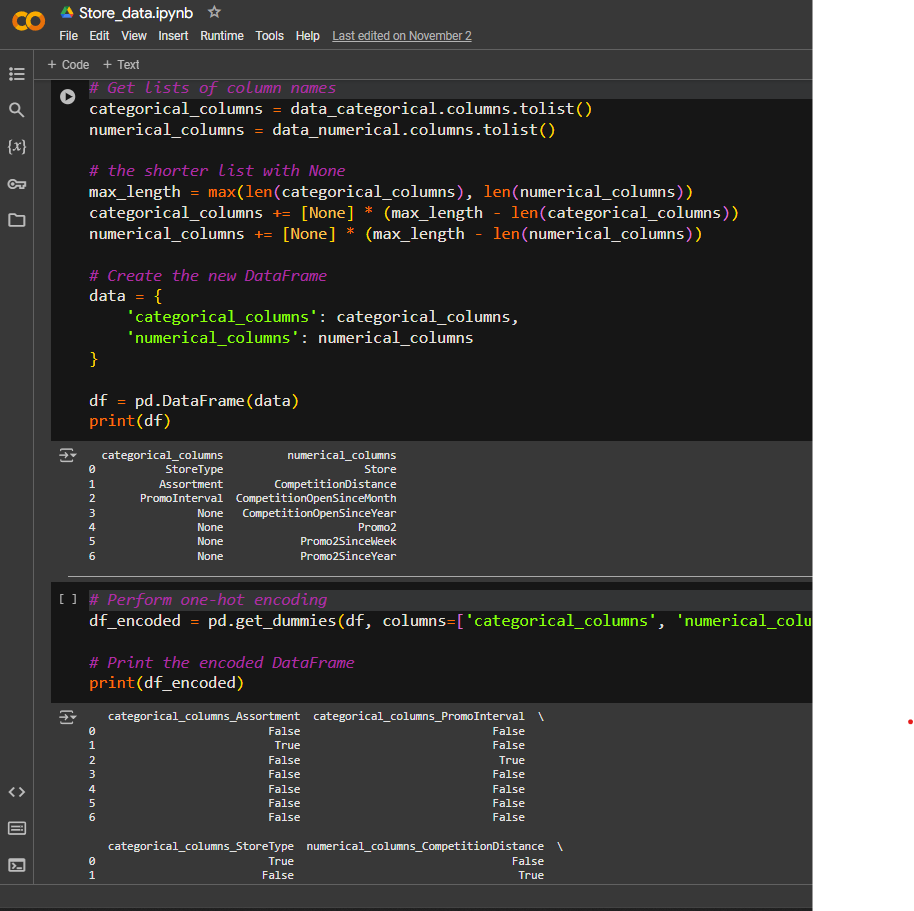 Store_data.ipynb
File Edit View Insert Runtime Tools Help Last edited on November 2
+ Code + Text
# Get lists of column names
categorical_columns = data_categorical.columns.tolist()
numerical_columns = data_numerical.columns.tolist()
# the shorter list with None
max_length = max(len(categorical_columns), len(numerical_columns))
categorical_columns += [None] * (max_length - len(categorical_columns))
numerical_columns += [None] * (max_length - len(numerical_columns))
# Create the new DataFrame
data = {
'categorical_columns': categorical_columns,
'numerical_columns': numerical_columns
}
df = pd.DataFrame(data)
print(df)
categorical_columns numerical_columns
0 StoreType Store
1 Assortment CompetitionDistance
2 PromoInterval CompetitionOpenSinceMonth
3 None CompetitionOpenSinceYear
4 None Promo2
5 None Promo2SinceWeek
6 None Promo2SinceYear
[ ] # Perform one-hot encoding
df_encoded = pd.get_dummies(df, columns=['categorical_columns', 'numerical_colu
# Print the encoded DataFrame
print(df_encoded)
categorical_columns_Assortment categorical_columns_PromoInterval \
0 False False
1 True False
2 False True
3 False False
4 False False
5 False False
6 False False
categorical_columns_StoreType numerical_columns_CompetitionDistance \
0 True False
1 False True